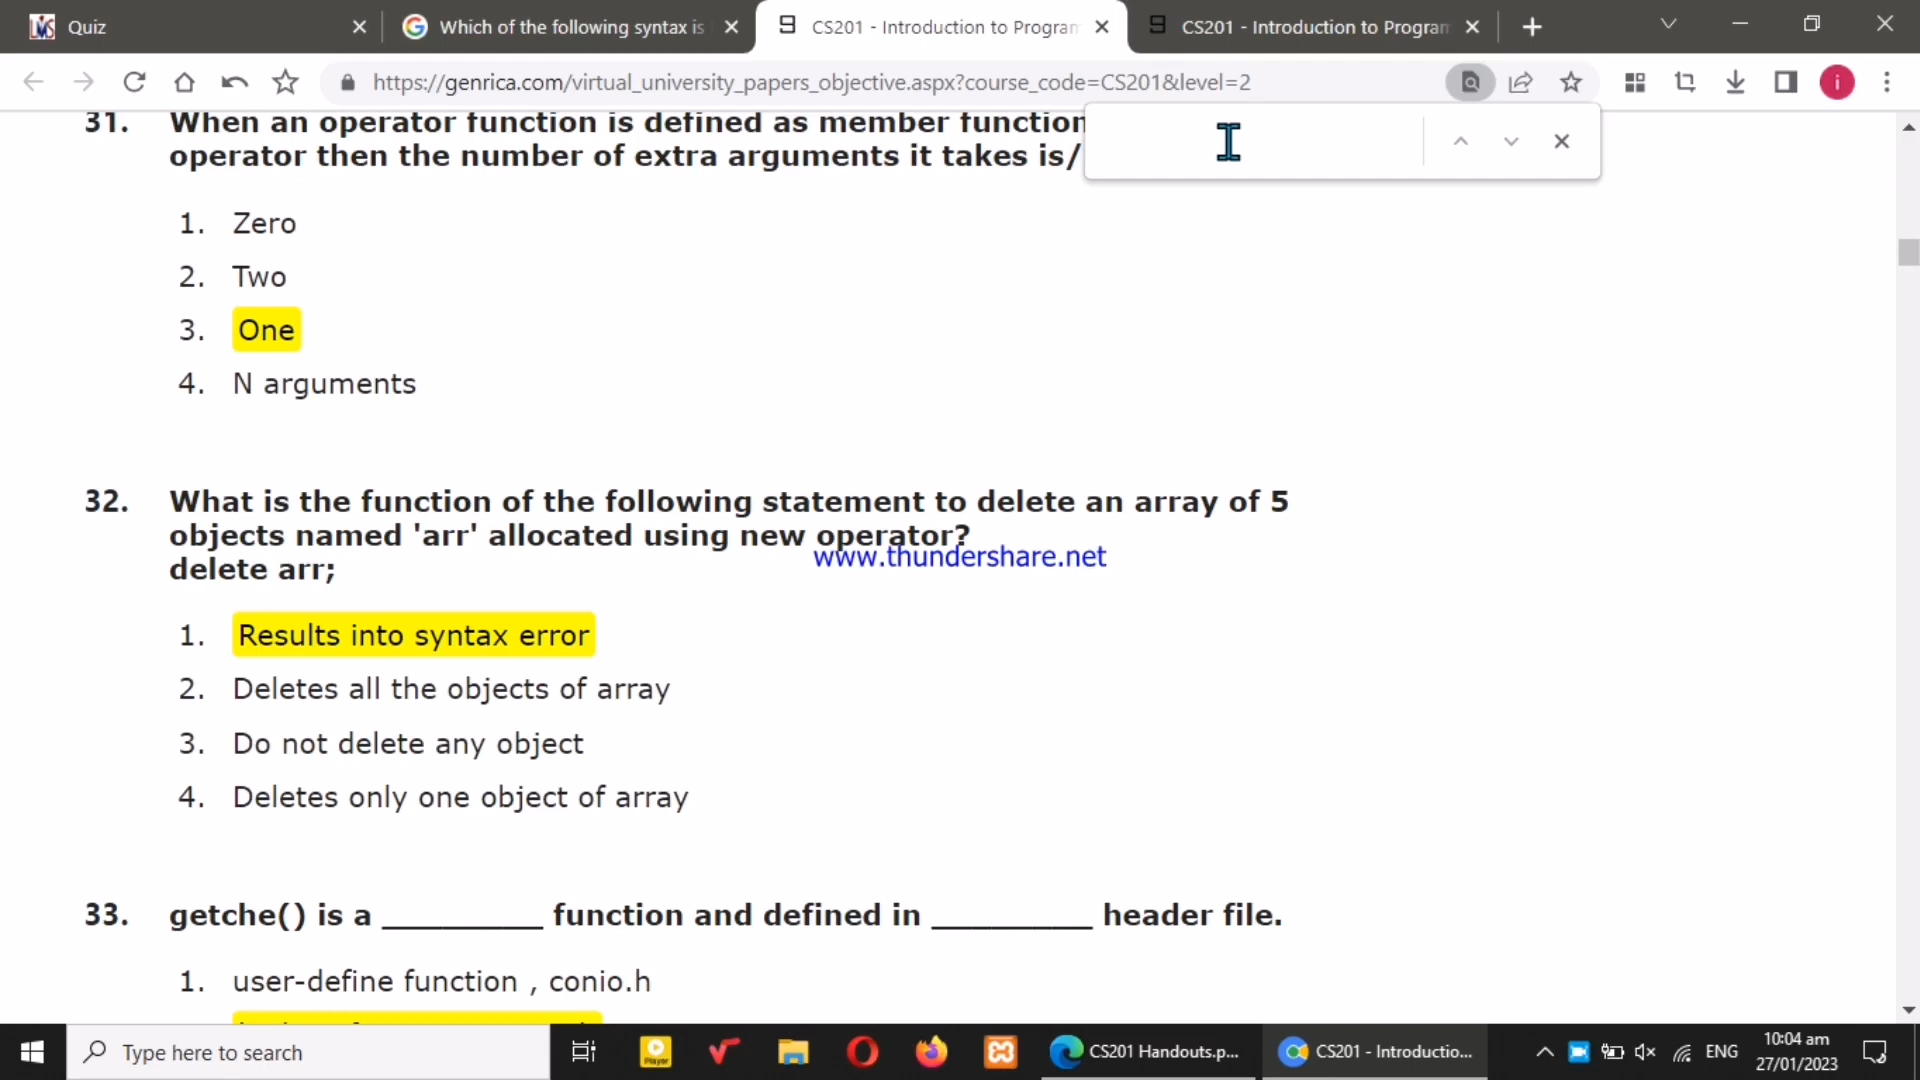 Quiz
Which of the following syntax is
CS201 - Introduction to Program
CS201 - Introduction to Program
https://genrica.com/virtual_university_papers_objective.aspx?course_code=CS201&level=2
i
31. When an operator function is defined as member function
operator then the number of extra arguments it takes is/
1. Zero
2. Two
3. One
4. N arguments
32. What is the function of the following statement to delete an array of 5
objects named 'arr' allocated using new operator?
www.thundershare.net
delete arr;
1. Results into syntax error
2. Deletes all the objects of array
3. Do not delete any object
4. Deletes only one object of array
33. getche() is a ________ function and defined in ________ header file.
1. user-define function , conio.h
Type here to search
Player
CS201 Handouts.p...
CS201 - Introductio...
ENG
10:04 am
27/01/2023